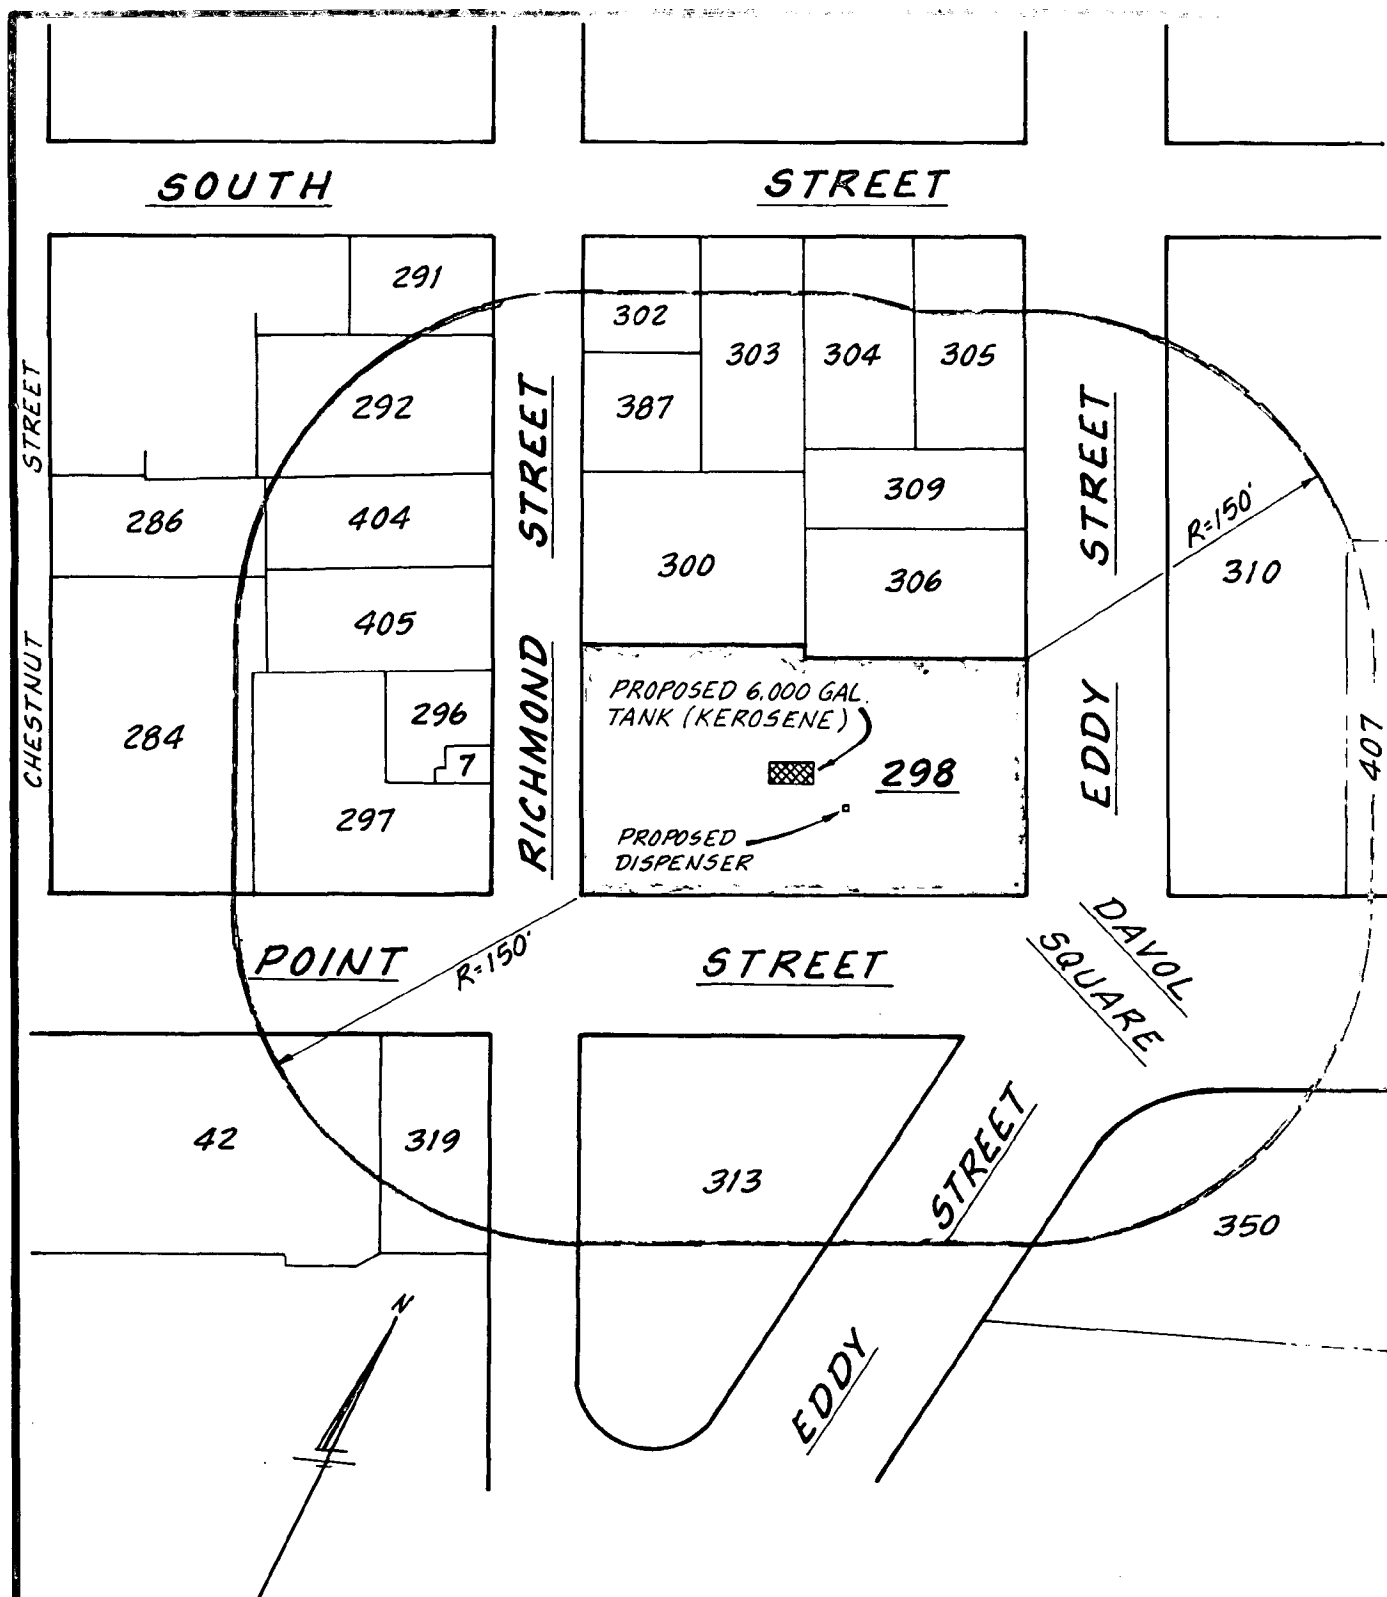 SOUTH STREET
291
302
303
304
305
292
387
STREET
STREET
STREET
286
404
309
R=150'
300
306
310
405
CHESTNUT
RICHMOND
EDDY
407
PROPOSED 6,000 GAL.
TANK (KEROSENE)
296
7
284
298
297
PROPOSED
DISPENSER
POINT STREET
R=150'
DAVOL
SQUARE
42
319
313
STREET
350
N
EDDY